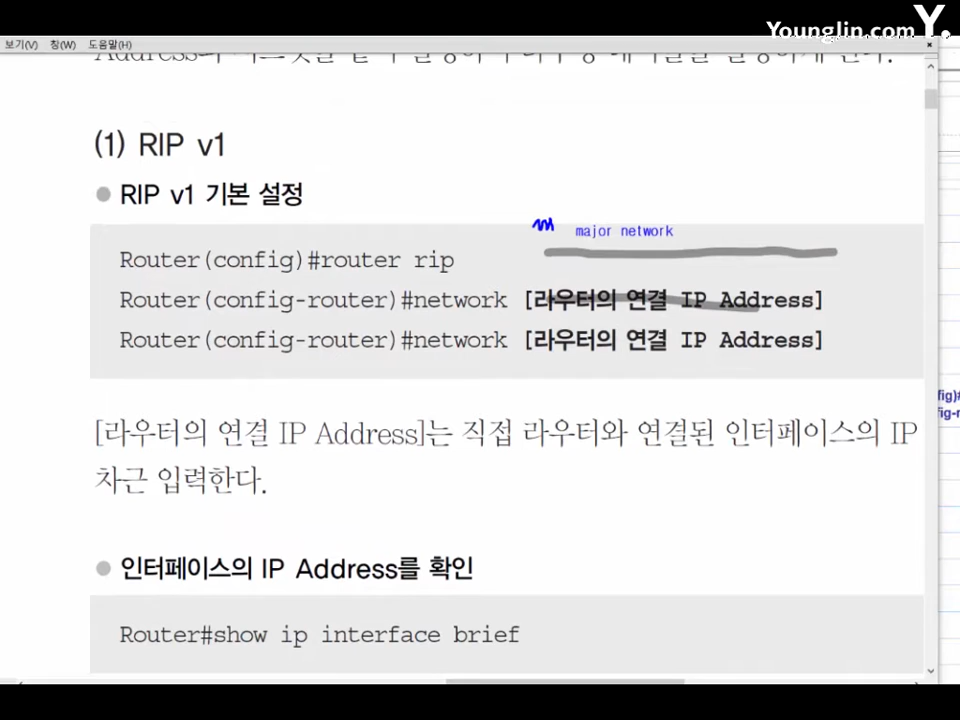 Younglin.com Y.
보기(V) 창(W) 도움말(H)
(1) RIP v1
● RIP v1 기본 설정
major network
Router(config)#router rip
Router(config-router)#network [라우터의 연결 IP Address]
Router(config-router)#network [라우터의 연결 IP Address]
[라우터의 연결 IP Address]는 직접 라우터와 연결된 인터페이스의 IP
차근 입력한다.
● 인터페이스의 IP Address를 확인
Router#show ip interface brief